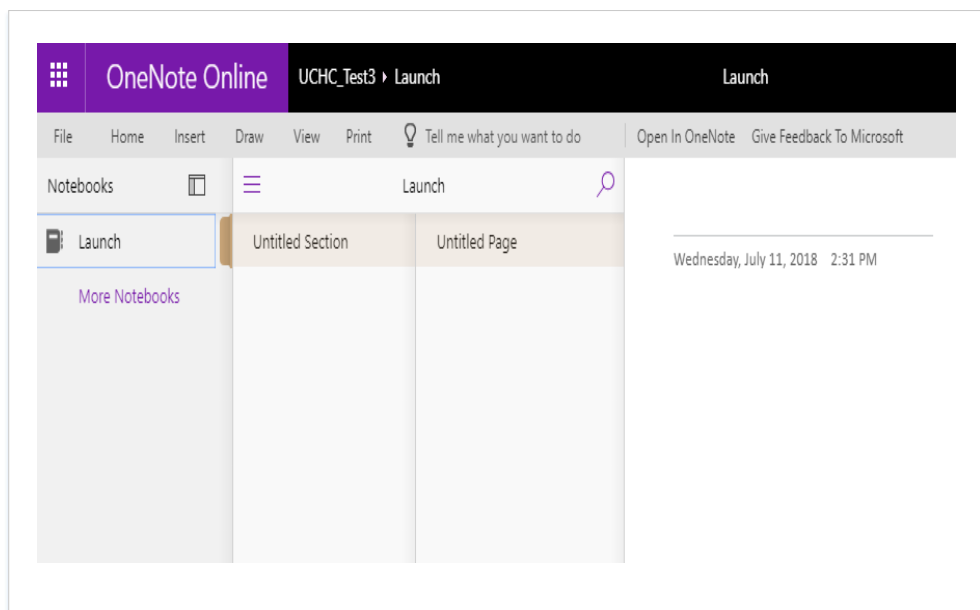 OneNote Online UCHC_Test3 ▸ Launch Launch
File Home Insert Draw View Print Tell me what you want to do Open In OneNote Give Feedback To Microsoft
Notebooks Launch
Launch Untitled Section Untitled Page
Wednesday, July 11, 2018 2:31 PM
More Notebooks